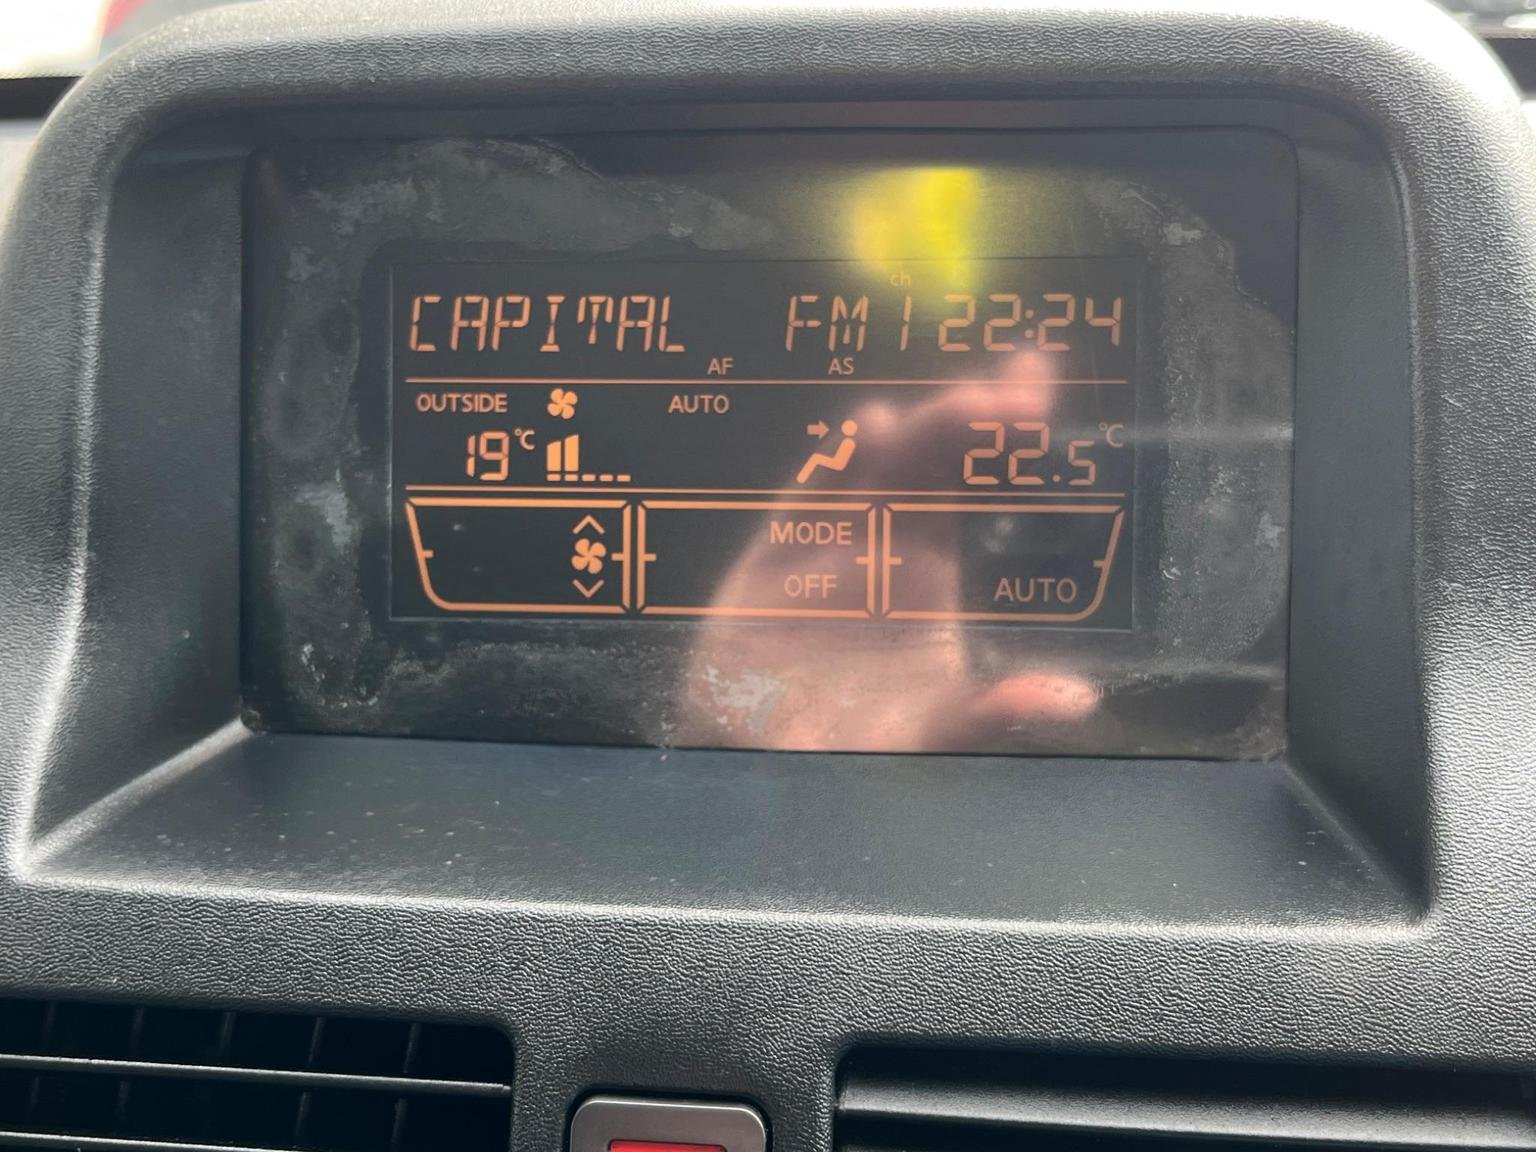 ch
CAPITAL FM1 22:24
AF AS
OUTSIDE AUTO
19°C 22.5°C
MODE
OFF AUTO